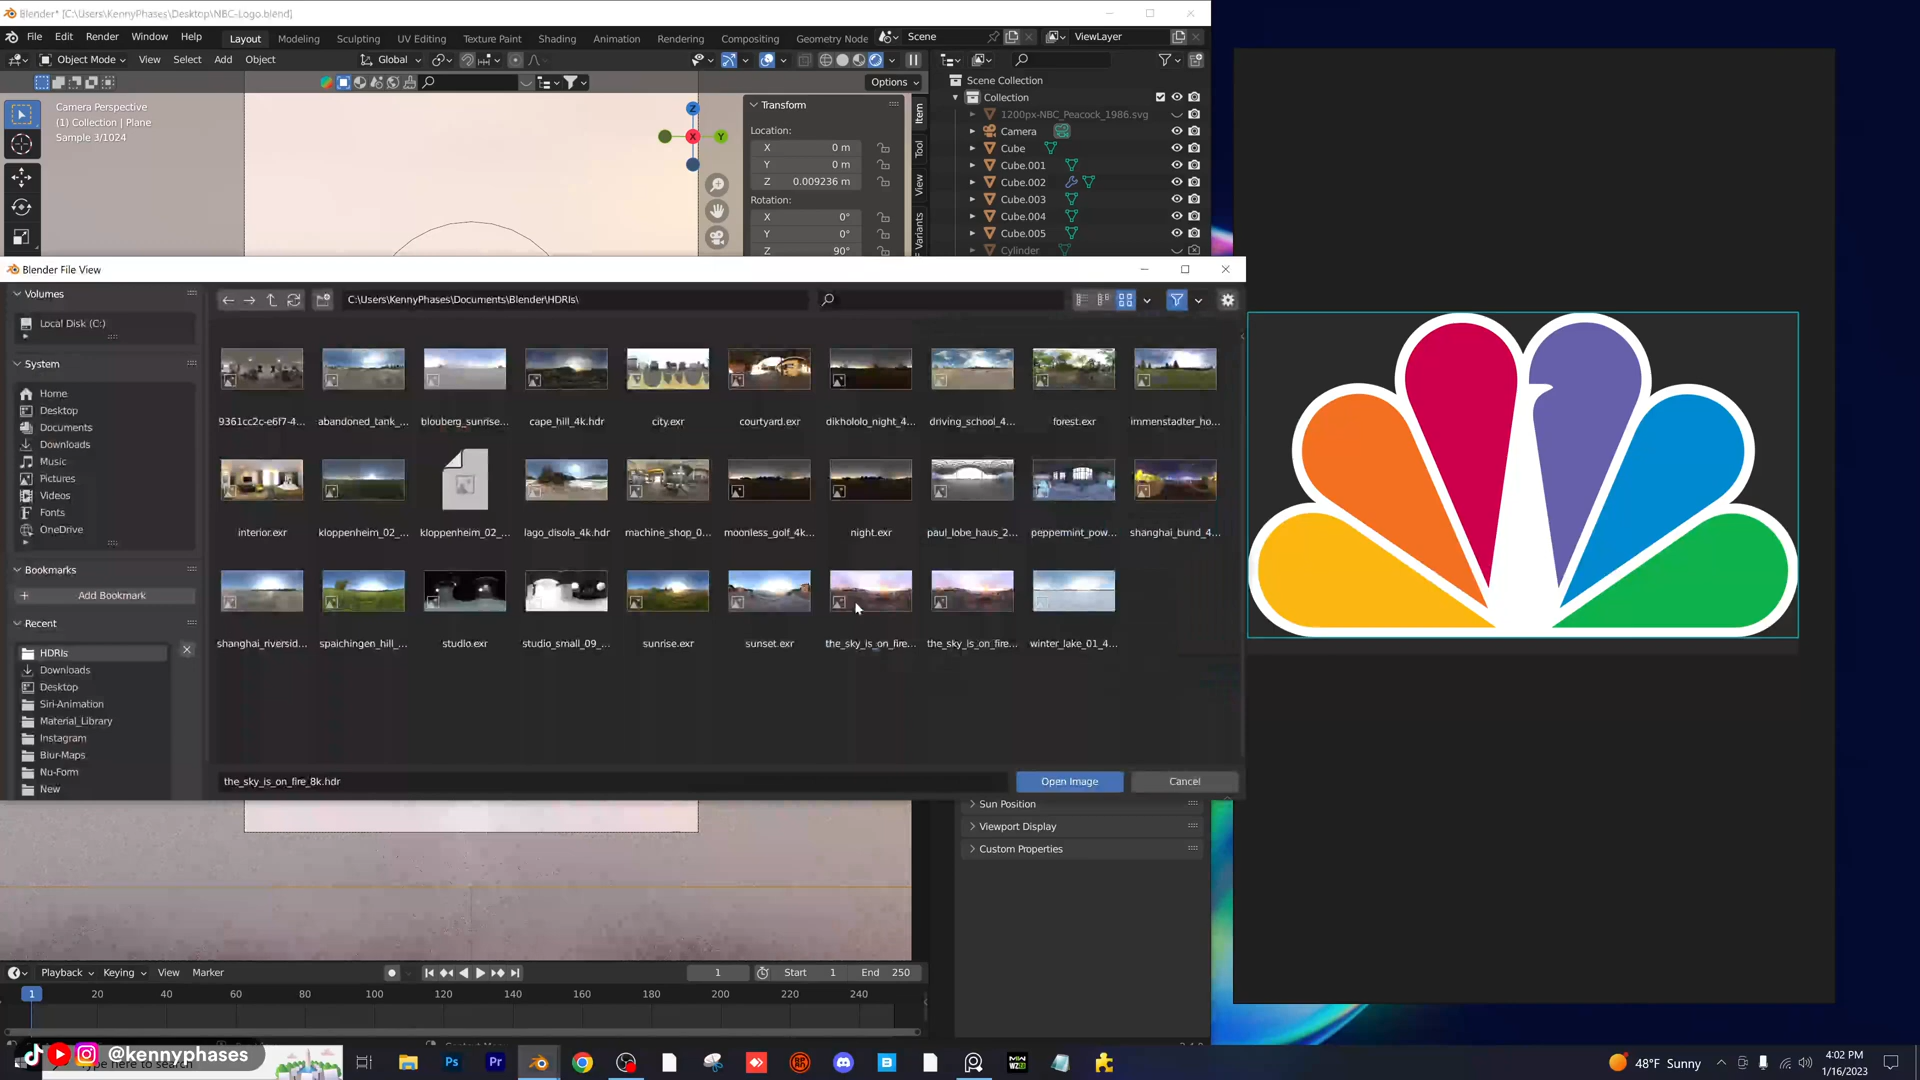 Blender* [C:\Users\KennyPhases\Desktop\NBC-Logo.blend]
File Edit Render Window Help Layout Modeling Sculpting UV Editing Texture Paint Shading Animation Rendering Compositing Geometry Node Scene ViewLayer
Object Mode View Select Add Object Global
Options
Camera Perspective
(1) Collection | Plane
Sample 3/1024
Z
X
Y
Transform
Location:
X 0 m
Y 0 m
Z 0.009236 m
Rotation:
X 0°
Y 0°
Z 90°
Item
Tool
View
Scene Collection
Collection
1200px-NBC_Peacock_1986.svg
Camera
Cube
Cube.001
Cube.002
Cube.003
Cube.004
Cube.005
Cylinder
Blender File View
Volumes
Local Disk (C:)
System
Home
Desktop
Documents
Downloads
Music
Pictures
Videos
Fonts
OneDrive
Bookmarks
Add Bookmark
Recent
HDRIs
Downloads
Desktop
Siri-Animation
Material_Library
Instagram
Blur-Maps
Nu-Form
New
C:\Users\KennyPhases\Documents\Blender\HDRIs\
9361cc2c-e6f7-4... abandoned_tank_... blouberg_sunrise... cape_hill_4k.hdr city.exr courtyard.exr dikhololo_night_4... driving_school_4... forest.exr immenstadter_ho...
interior.exr kloppenheim_02_... kloppenheim_02_... lago_disola_4k.hdr machine_shop_0... moonless_golf_4k... night.exr paul_lobe_haus_2... peppermint_pow... shanghai_bund_4...
shanghai_riversid... spaichingen_hill_... studio.exr studio_small_09_... sunrise.exr sunset.exr the_sky_is_on_fire... the_sky_is_on_fire... winter_lake_01_4...
the_sky_is_on_fire_8k.hdr
Open Image
Cancel
Sun Position
Viewport Display
Custom Properties
Playback Keying View Marker 1 Start 1 End 250
1 20 40 60 80 100 120 140 160 180 200 220 240
@kennyphases
Type here to search
Ps
Pr
48°F Sunny
4:02 PM
1/16/2023